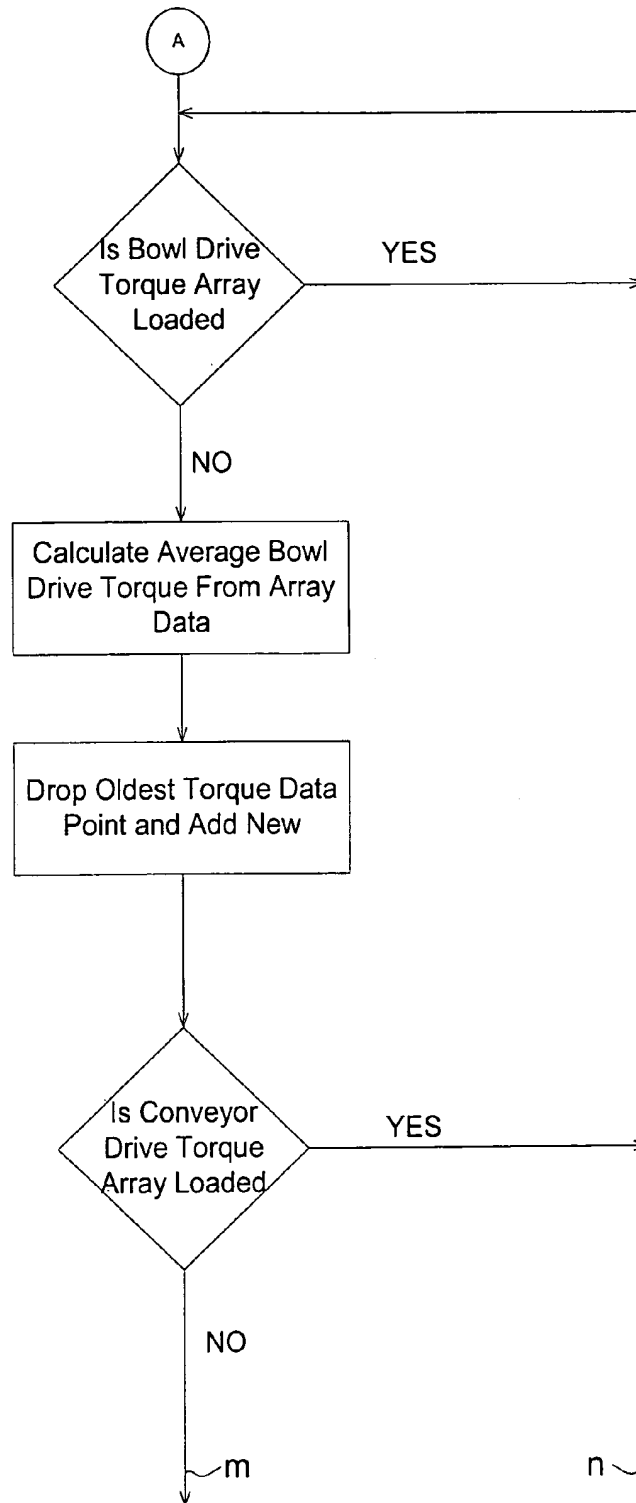 A
Is Bowl Drive
Torque Array
Loaded
YES
NO
Calculate Average Bowl
Drive Torque From Array
Data
Drop Oldest Torque Data
Point and Add New
Is Conveyor
Drive Torque
Array Loaded
YES
NO
m
n